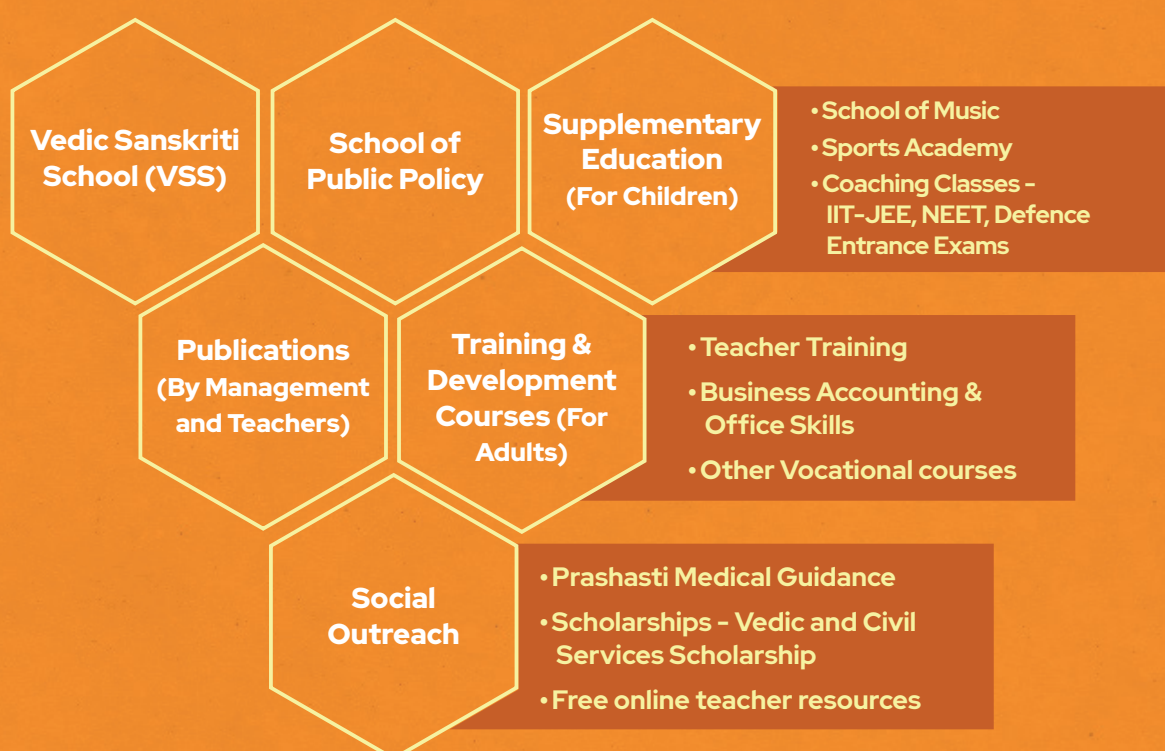 Vedic Sanskriti
School (VSS)
School of
Public Policy
Supplementary
Education
(For Children)
• School of Music
• Sports Academy
• Coaching Classes -
IIT-JEE, NEET, Defence
Entrance Exams
Publications
(By Management
and Teachers)
Training &
Development
Courses (For
Adults)
• Teacher Training
• Business Accounting &
Office Skills
• Other Vocational courses
Social
Outreach
• Prashasti Medical Guidance
• Scholarships - Vedic and Civil
Services Scholarship
• Free online teacher resources